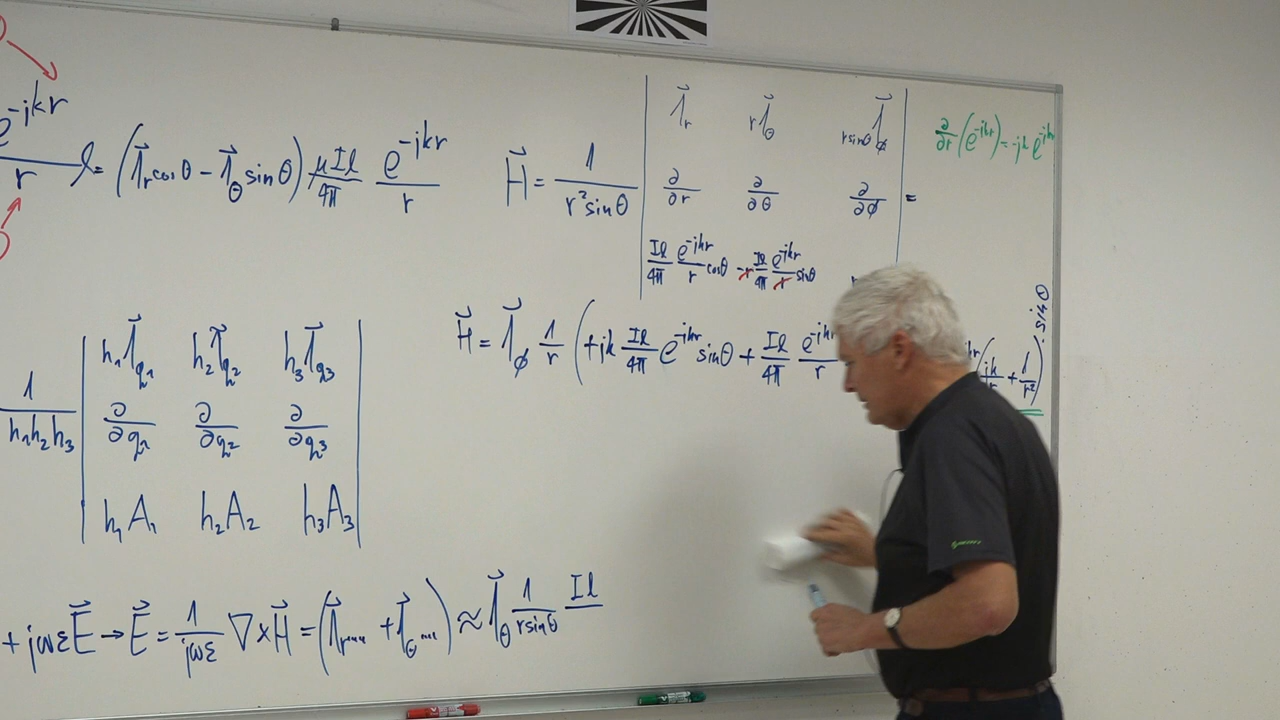 e^{-jkr}/r l = (1⃗_r cosθ − 1⃗_θ sinθ) μIl/4π e^{-jkr}/r
H⃗ = 1/(r² sinθ) | 1⃗_r  r1⃗_θ  r sinθ 1⃗_φ |
∂/∂r  ∂/∂θ  ∂/∂φ =
Il/4π e^{-jkr}/r cosθ  −r Il/4π e^{-jkr}/r sinθ
∂/∂r (e^{-jkr}) = −jk e^{-jk
H⃗ = 1⃗_φ 1/r (+jk Il/4π e^{-jkr} sinθ + Il/4π e^{-jkr}/r
(jk/r + 1/r²) · sinθ
1/(h₁h₂h₃) | h₁1⃗_{q1}  h₂1⃗_{q2}  h₃1⃗_{q3} |
∂/∂q₁  ∂/∂q₂  ∂/∂q₃
h₁A₁  h₂A₂  h₃A₃
+ jωεE⃗ → E⃗ = 1/jωε ∇×H⃗ = (1⃗_r ... + 1⃗_θ ...) ≈ 1⃗_θ 1/(r sinθ) Il